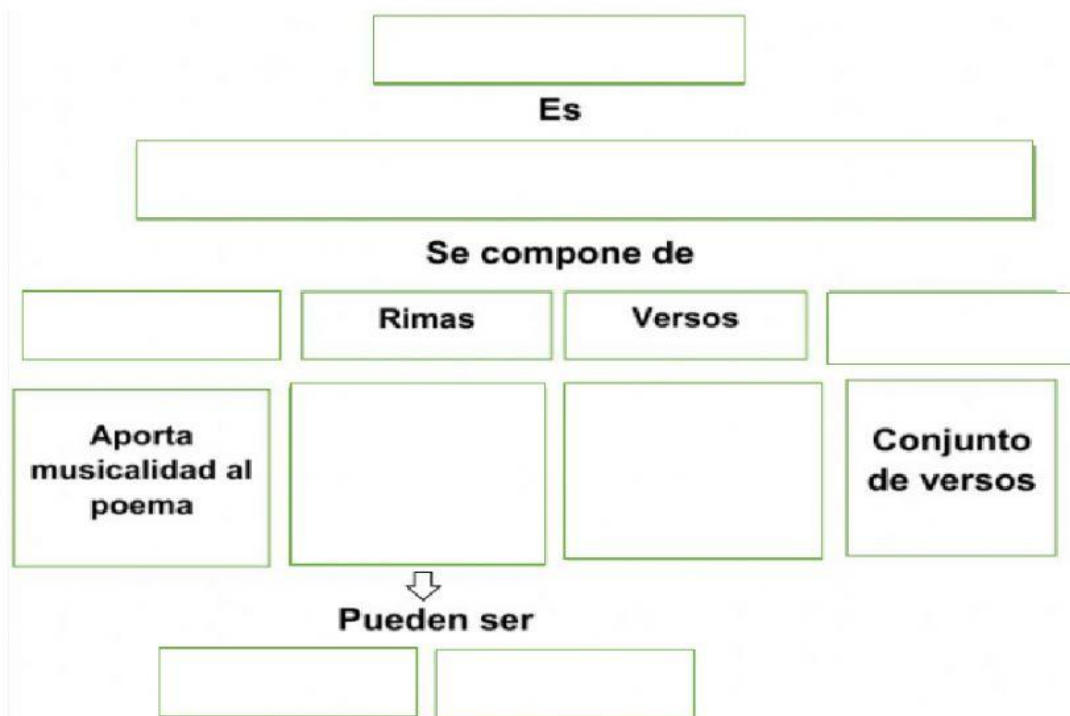 Es
Se compone de
Rimas
Versos
Aporta
musicalidad al
poema
Conjunto
de versos
Pueden ser